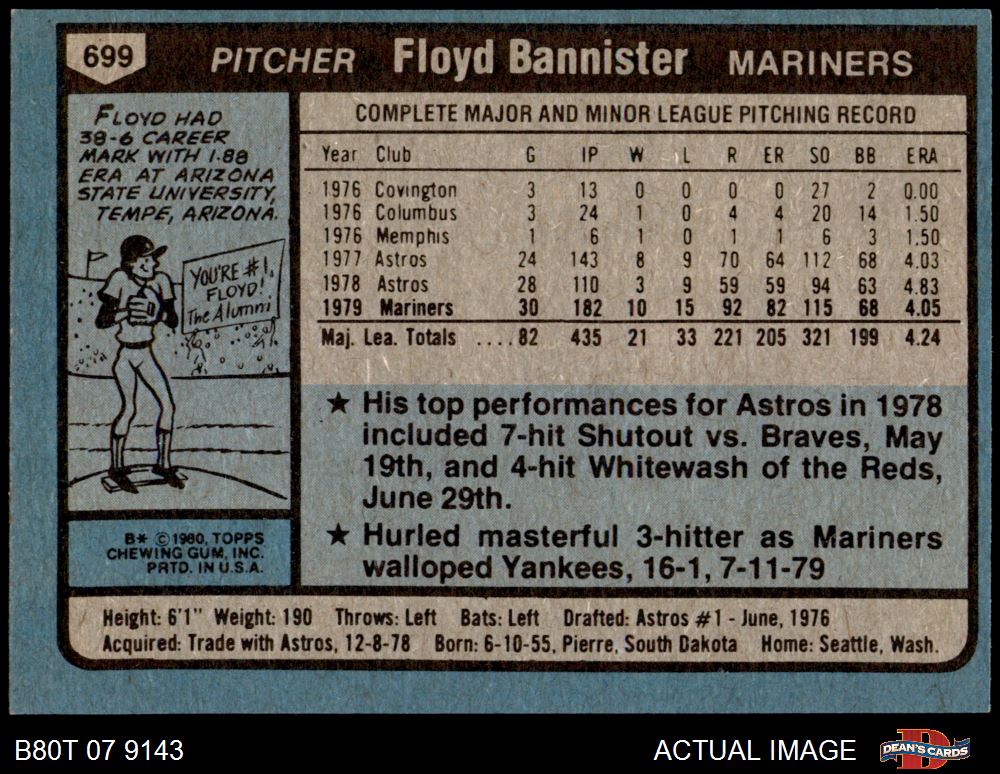 699 PITCHER Floyd Bannister MARINERS
FLOYD HAD
38-6 CAREER
MARK WITH 1.88
ERA AT ARIZONA
STATE UNIVERSITY,
TEMPE, ARIZONA.
YOU'RE #1,
FLOYD!
The Alumni
B* © 1980, TOPPS
CHEWING GUM, INC.
PRTD. IN U.S.A.
COMPLETE MAJOR AND MINOR LEAGUE PITCHING RECORD
Year Club G IP W L R ER SO BB ERA
1976 Covington 3 13 0 0 0 0 27 2 0.00
1976 Columbus 3 24 1 0 4 4 20 14 1.50
1976 Memphis 1 6 1 0 1 1 6 3 1.50
1977 Astros 24 143 8 9 70 64 112 68 4.03
1978 Astros 28 110 3 9 59 59 94 63 4.83
1979 Mariners 30 182 10 15 92 82 115 68 4.05
Maj. Lea. Totals ....82 435 21 33 221 205 321 199 4.24
★ His top performances for Astros in 1978
included 7-hit Shutout vs. Braves, May
19th, and 4-hit Whitewash of the Reds,
June 29th.
★ Hurled masterful 3-hitter as Mariners
walloped Yankees, 16-1, 7-11-79
Height: 6'1" Weight: 190 Throws: Left Bats: Left Drafted: Astros #1 - June, 1976
Acquired: Trade with Astros, 12-8-78 Born: 6-10-55, Pierre, South Dakota Home: Seattle, Wash.
B80T 07 9143 ACTUAL IMAGE DEAN'S CARDS